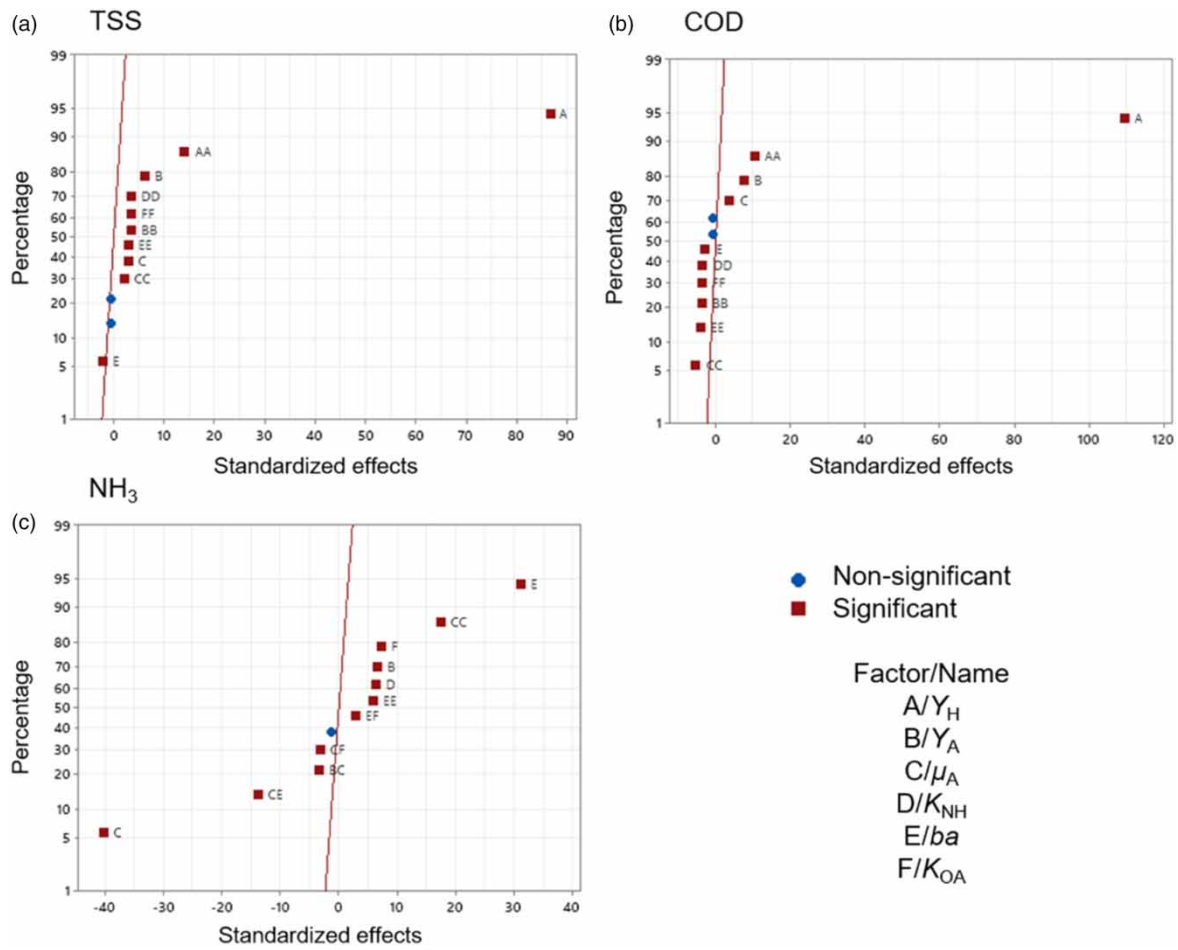 (a) TSS
99
95
90
80
70
60
50
40
30
20
10
5
1
Percentage
A
AA
B
DD
FF
BB
EE
C
CC
E
0 10 20 30 40 50 60 70 80 90
Standardized effects
(b) COD
99
95
90
80
70
60
50
40
30
20
10
5
1
Percentage
A
AA
B
C
E
DD
FF
BB
EE
CC
0 20 40 60 80 100 120
Standardized effects
(c) NH3
99
95
90
80
70
60
50
40
30
20
10
5
1
Percentage
E
CC
F
B
D
EE
EF
CF
BC
CE
C
-40 -30 -20 -10 0 10 20 30 40
Standardized effects
Non-significant
Significant
Factor/Name
A/YH
B/YA
C/μA
D/KNH
E/ba
F/KOA